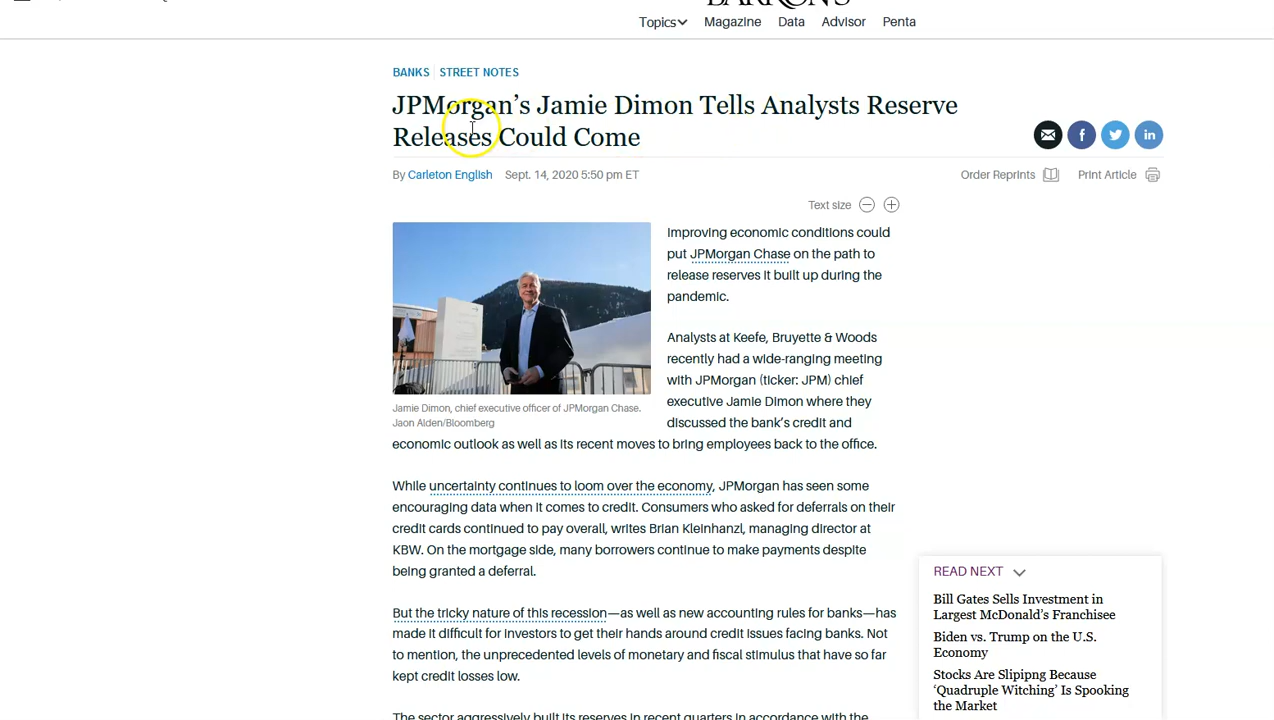 BARRON'S
Topics Magazine Data Advisor Penta
BANKS STREET NOTES
JPMorgan's Jamie Dimon Tells Analysts Reserve
Releases Could Come
By Carleton English Sept. 14, 2020 5:50 pm ET
Order Reprints Print Article
Text size
Improving economic conditions could
put JPMorgan Chase on the path to
release reserves it built up during the
pandemic.
Analysts at Keefe, Bruyette & Woods
recently had a wide-ranging meeting
with JPMorgan (ticker: JPM) chief
executive Jamie Dimon where they
discussed the bank's credit and
economic outlook as well as its recent moves to bring employees back to the office.
Jamie Dimon, chief executive officer of JPMorgan Chase.
Jaon Alden/Bloomberg
While uncertainty continues to loom over the economy, JPMorgan has seen some
encouraging data when it comes to credit. Consumers who asked for deferrals on their
credit cards continued to pay overall, writes Brian Kleinhanzl, managing director at
KBW. On the mortgage side, many borrowers continue to make payments despite
being granted a deferral.
But the tricky nature of this recession—as well as new accounting rules for banks—has
made it difficult for investors to get their hands around credit issues facing banks. Not
to mention, the unprecedented levels of monetary and fiscal stimulus that have so far
kept credit losses low.
The sector aggressively built its reserves in recent quarters in accordance with the
READ NEXT
Bill Gates Sells Investment in
Largest McDonald's Franchisee
Biden vs. Trump on the U.S.
Economy
Stocks Are Slipipng Because
'Quadruple Witching' Is Spooking
the Market